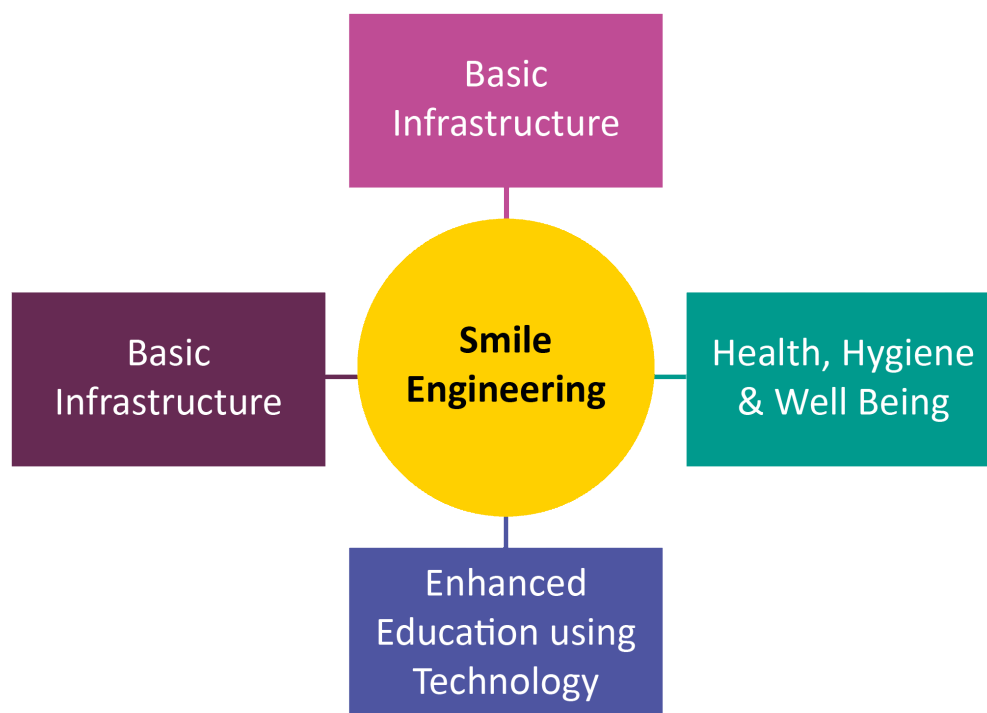 Basic
Infrastructure
Basic
Infrastructure
Smile
Engineering
Health, Hygiene
& Well Being
Enhanced
Education using
Technology